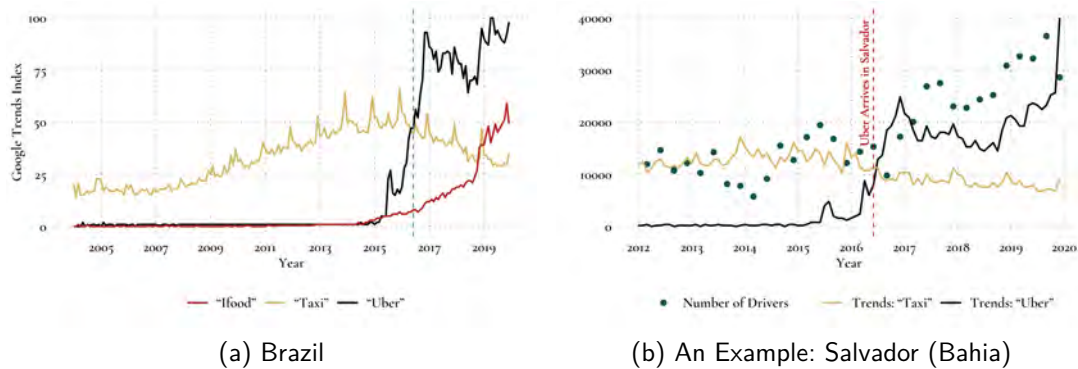 Google Trends Index
100
75
50
25
0
2005 2007 2009 2011 2013 2015 2017 2019
Year
"Ifood" "Taxi" "Uber"
(a) Brazil
40000
30000
20000
10000
0
Uber Arrives in Salvador
2012 2013 2014 2015 2016 2017 2018 2019 2020
Year
Number of Drivers Trends: "Taxi" Trends: "Uber"
(b) An Example: Salvador (Bahia)